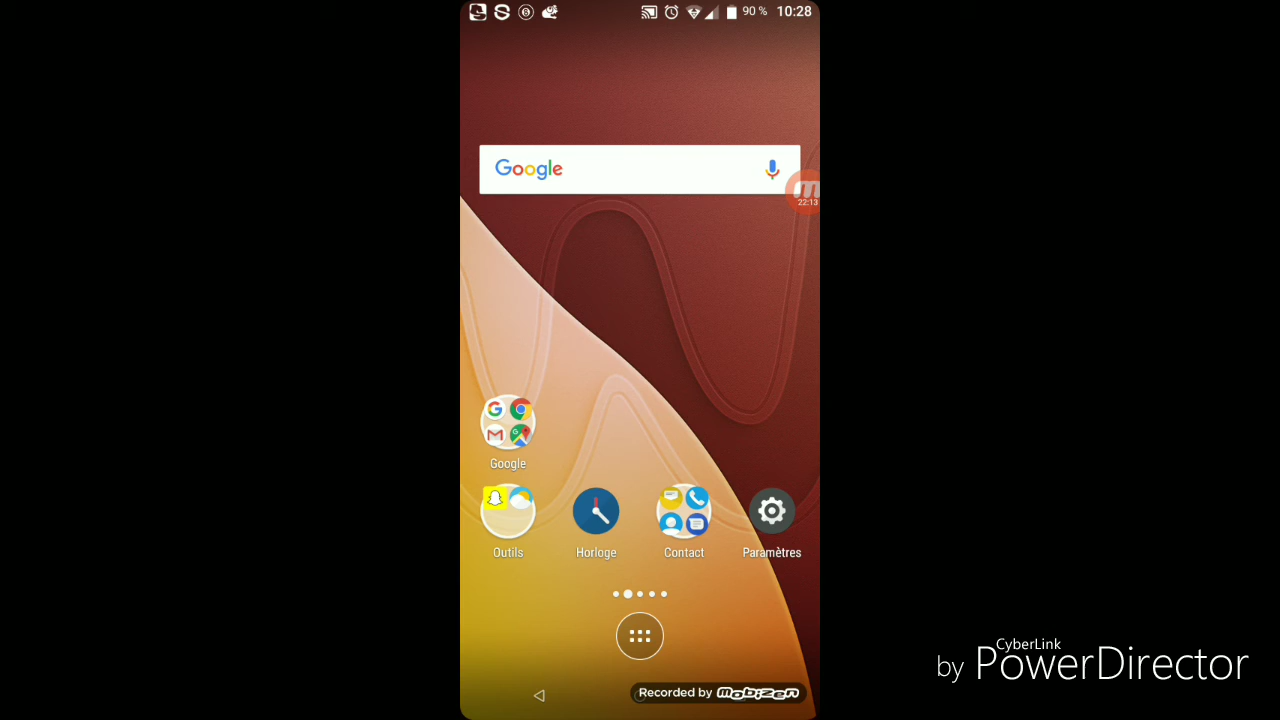 90 % 10:28
Google
22:13
Google
Outils
Horloge
Contact
Paramètres
CyberLink
by PowerDirector
Recorded by mobizen